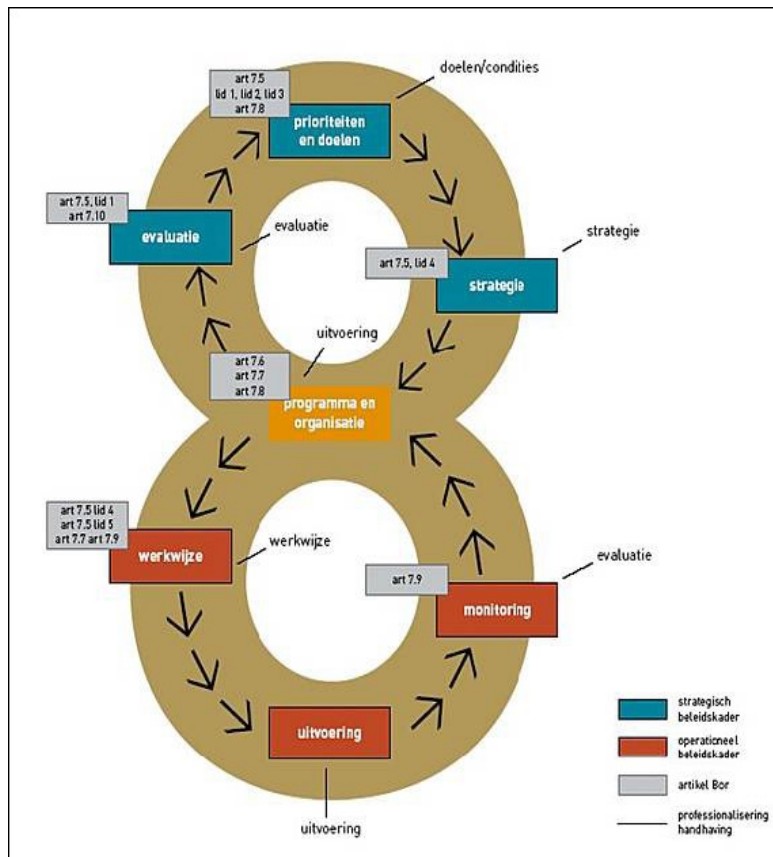 doelen/condities
art 7.5
lid 1, lid 2, lid 3
art 7.8
prioriteiten
en doelen
art 7.5, lid 1
art 7.10
evaluatie
evaluatie
strategie
art 7.5, lid 4
strategie
uitvoering
art 7.6
art 7.7
art 7.8
programma en
organisatie
art 7.5 lid 4
art 7.5 lid 5
art 7.7 art 7.9
werkwijze
werkwijze
evaluatie
art 7.9
monitoring
uitvoering
uitvoering
strategisch
beleidskader
operationeel
beleidskader
artikel Bor
professionalisering
handhaving